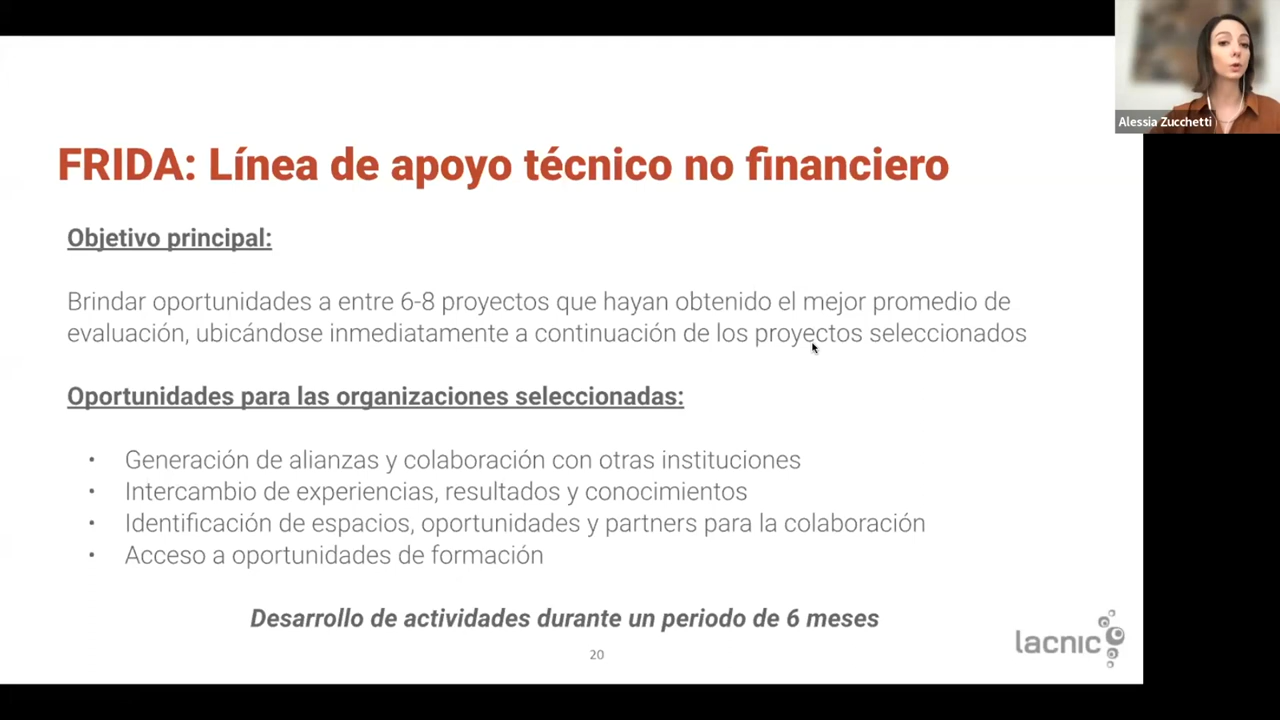 Alessia Zucchetti
FRIDA: Línea de apoyo técnico no financiero
Objetivo principal:
Brindar oportunidades a entre 6-8 proyectos que hayan obtenido el mejor promedio de
evaluación, ubicándose inmediatamente a continuación de los proyectos seleccionados
Oportunidades para las organizaciones seleccionadas:
• Generación de alianzas y colaboración con otras instituciones
• Intercambio de experiencias, resultados y conocimientos
• Identificación de espacios, oportunidades y partners para la colaboración
• Acceso a oportunidades de formación
Desarrollo de actividades durante un periodo de 6 meses
20
lacnic